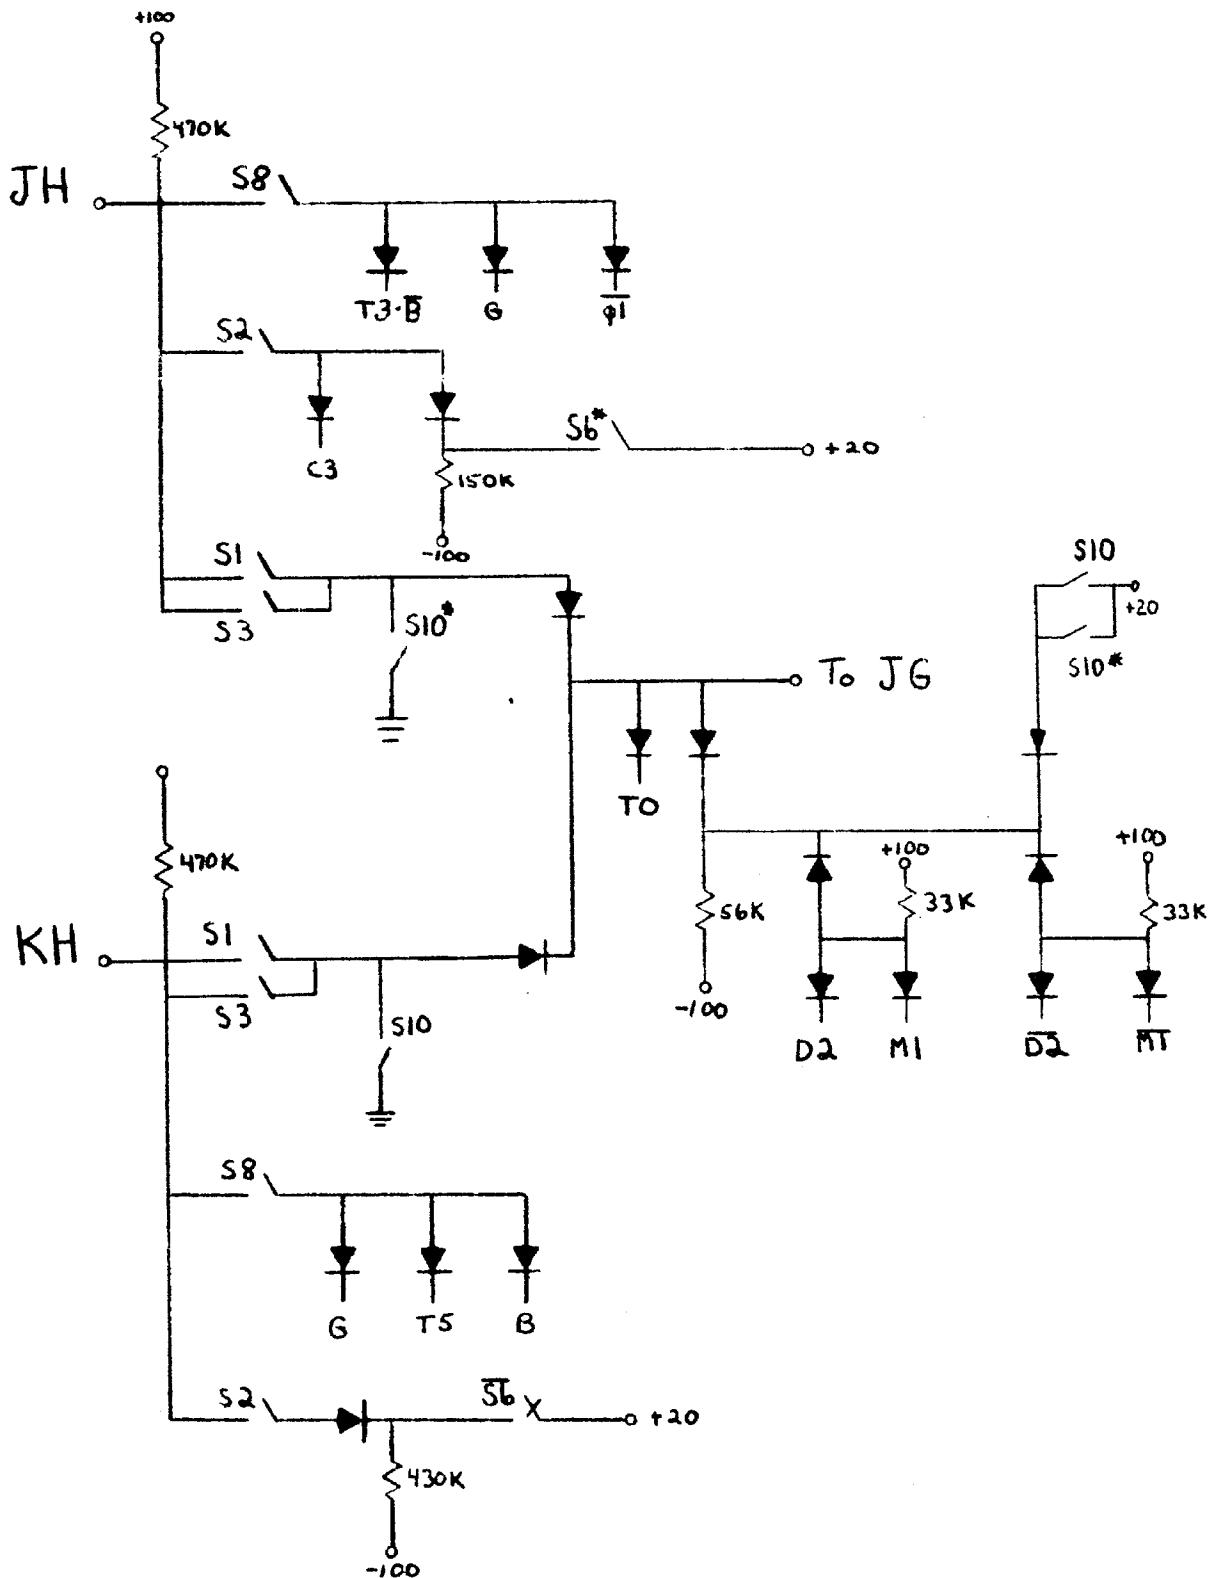 +100
470K
JH
S8
T3·B̅ G φ̅1̅
S2
C3
S6*
+20
150K
-100
S1
S3
S10*
S10
+20
S10*
To JG
TO
470K
+100
33K
+100
33K
56K
-100
KH
S1
S3
S10
D2 M1 D̅2̅ M̅1̅
S8
G T5 B
S2
S̅6̅
+20
430K
-100